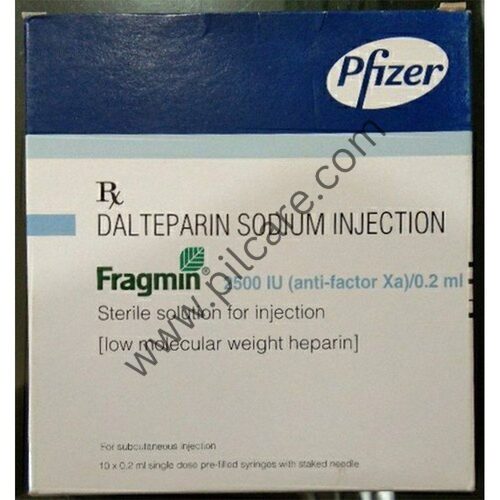 Pfizer
Rx
DALTEPARIN SODIUM INJECTION
Fragmin® 2500 IU (anti-factor Xa)/0.2 ml
Sterile solution for injection
[low molecular weight heparin]
For subcutaneous injection
10 x 0.2 ml single dose pre-filled syringes with staked needle
www.pilcare.com